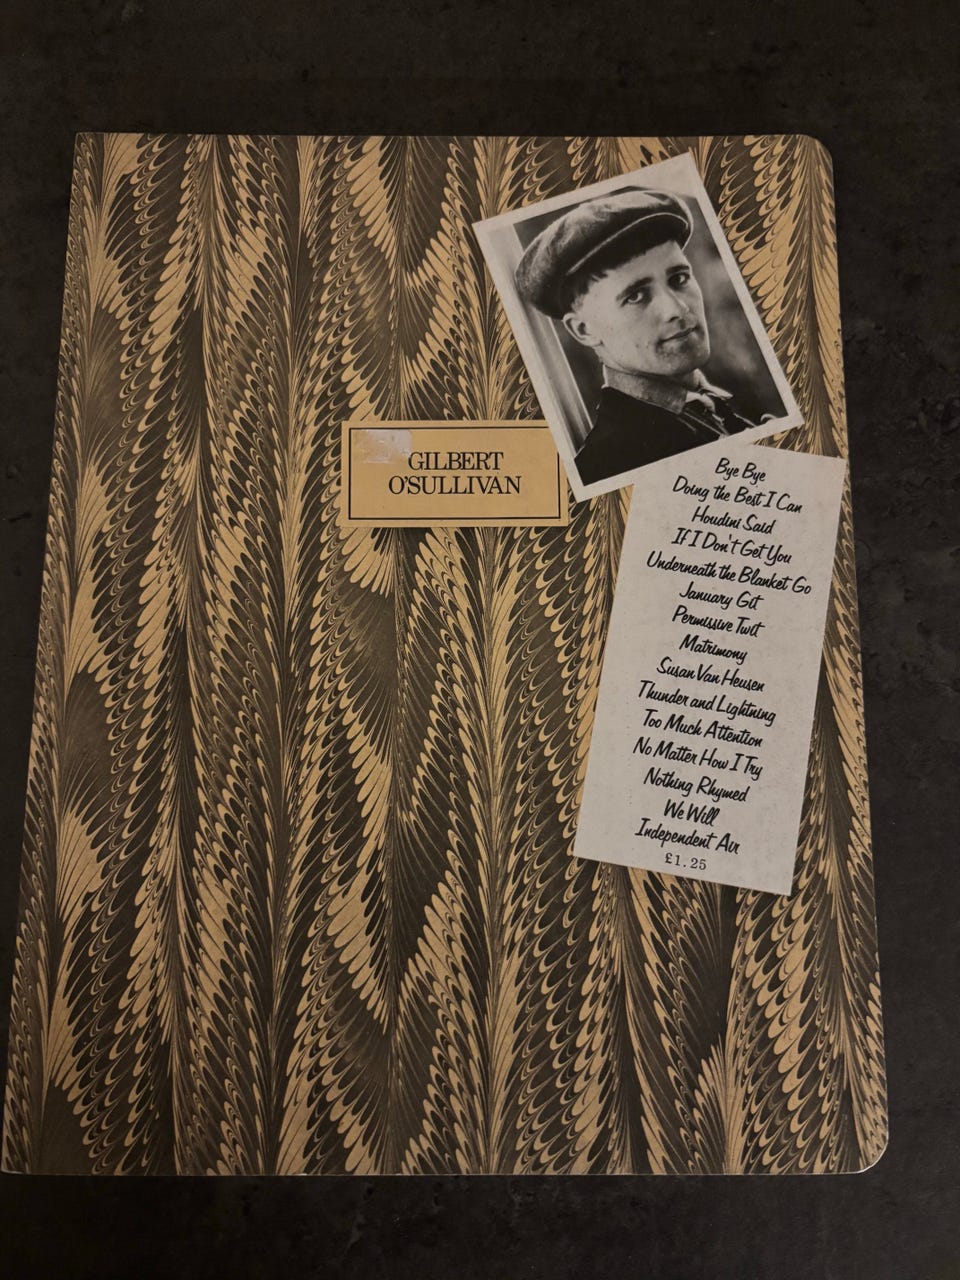 GILBERT
O'SULLIVAN
Bye Bye
Doing the Best I Can
Houdini Said
If I Don't Get You
Underneath the Blanket Go
January Git
Permissive Twit
Matrimony
Susan Van Heusen
Thunder and Lightning
Too Much Attention
No Matter How I Try
Nothing Rhymed
We Will
Independent Air
£1.25